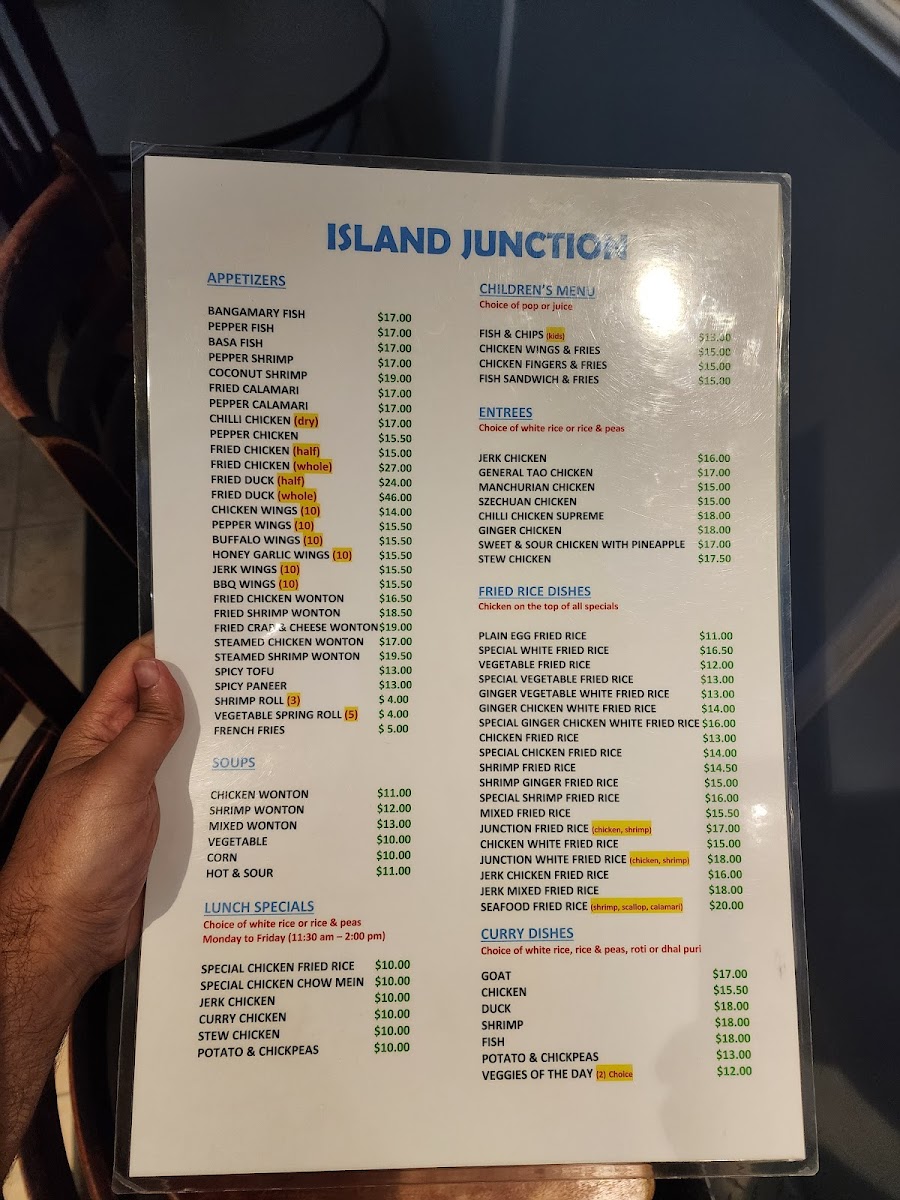 ISLAND JUNCTION
APPETIZERS
BANGAMARY FISH $17.00
PEPPER FISH $17.00
BASA FISH $17.00
PEPPER SHRIMP $17.00
COCONUT SHRIMP $19.00
FRIED CALAMARI $17.00
PEPPER CALAMARI $17.00
CHILLI CHICKEN (dry) $17.00
PEPPER CHICKEN $15.50
FRIED CHICKEN (half) $15.00
FRIED CHICKEN (whole) $27.00
FRIED DUCK (half) $24.00
FRIED DUCK (whole) $46.00
CHICKEN WINGS (10) $14.00
PEPPER WINGS (10) $15.50
BUFFALO WINGS (10) $15.50
HONEY GARLIC WINGS (10) $15.50
JERK WINGS (10) $15.50
BBQ WINGS (10) $15.50
FRIED CHICKEN WONTON $16.50
FRIED SHRIMP WONTON $18.50
FRIED CRAB & CHEESE WONTON $19.00
STEAMED CHICKEN WONTON $17.00
STEAMED SHRIMP WONTON $19.50
SPICY TOFU $13.00
SPICY PANEER $13.00
SHRIMP ROLL (3) $ 4.00
VEGETABLE SPRING ROLL (5) $ 4.00
FRENCH FRIES $ 5.00
SOUPS
CHICKEN WONTON $11.00
SHRIMP WONTON $12.00
MIXED WONTON $13.00
VEGETABLE $10.00
CORN $10.00
HOT & SOUR $11.00
LUNCH SPECIALS
Choice of white rice or rice & peas
Monday to Friday (11:30 am – 2:00 pm)
SPECIAL CHICKEN FRIED RICE $10.00
SPECIAL CHICKEN CHOW MEIN $10.00
JERK CHICKEN $10.00
CURRY CHICKEN $10.00
STEW CHICKEN $10.00
POTATO & CHICKPEAS $10.00
CHILDREN'S MENU
Choice of pop or juice
FISH & CHIPS (kids) $13.00
CHICKEN WINGS & FRIES $15.00
CHICKEN FINGERS & FRIES $15.00
FISH SANDWICH & FRIES $15.00
ENTREES
Choice of white rice or rice & peas
JERK CHICKEN $16.00
GENERAL TAO CHICKEN $17.00
MANCHURIAN CHICKEN $15.00
SZECHUAN CHICKEN $15.00
CHILLI CHICKEN SUPREME $18.00
GINGER CHICKEN $18.00
SWEET & SOUR CHICKEN WITH PINEAPPLE $17.00
STEW CHICKEN $17.50
FRIED RICE DISHES
Chicken on the top of all specials
PLAIN EGG FRIED RICE $11.00
SPECIAL WHITE FRIED RICE $16.50
VEGETABLE FRIED RICE $12.00
SPECIAL VEGETABLE FRIED RICE $13.00
GINGER VEGETABLE WHITE FRIED RICE $13.00
GINGER CHICKEN WHITE FRIED RICE $14.00
SPECIAL GINGER CHICKEN WHITE FRIED RICE $16.00
CHICKEN FRIED RICE $13.00
SPECIAL CHICKEN FRIED RICE $14.00
SHRIMP FRIED RICE $14.50
SHRIMP GINGER FRIED RICE $15.00
SPECIAL SHRIMP FRIED RICE $16.00
MIXED FRIED RICE $15.50
JUNCTION FRIED RICE (chicken, shrimp) $17.00
CHICKEN WHITE FRIED RICE $15.00
JUNCTION WHITE FRIED RICE (chicken, shrimp) $18.00
JERK CHICKEN FRIED RICE $16.00
JERK MIXED FRIED RICE $18.00
SEAFOOD FRIED RICE (shrimp, scallop, calamari) $20.00
CURRY DISHES
Choice of white rice, rice & peas, roti or dhal puri
GOAT $17.00
CHICKEN $15.50
DUCK $18.00
SHRIMP $18.00
FISH $18.00
POTATO & CHICKPEAS $13.00
VEGGIES OF THE DAY (2) Choice $12.00